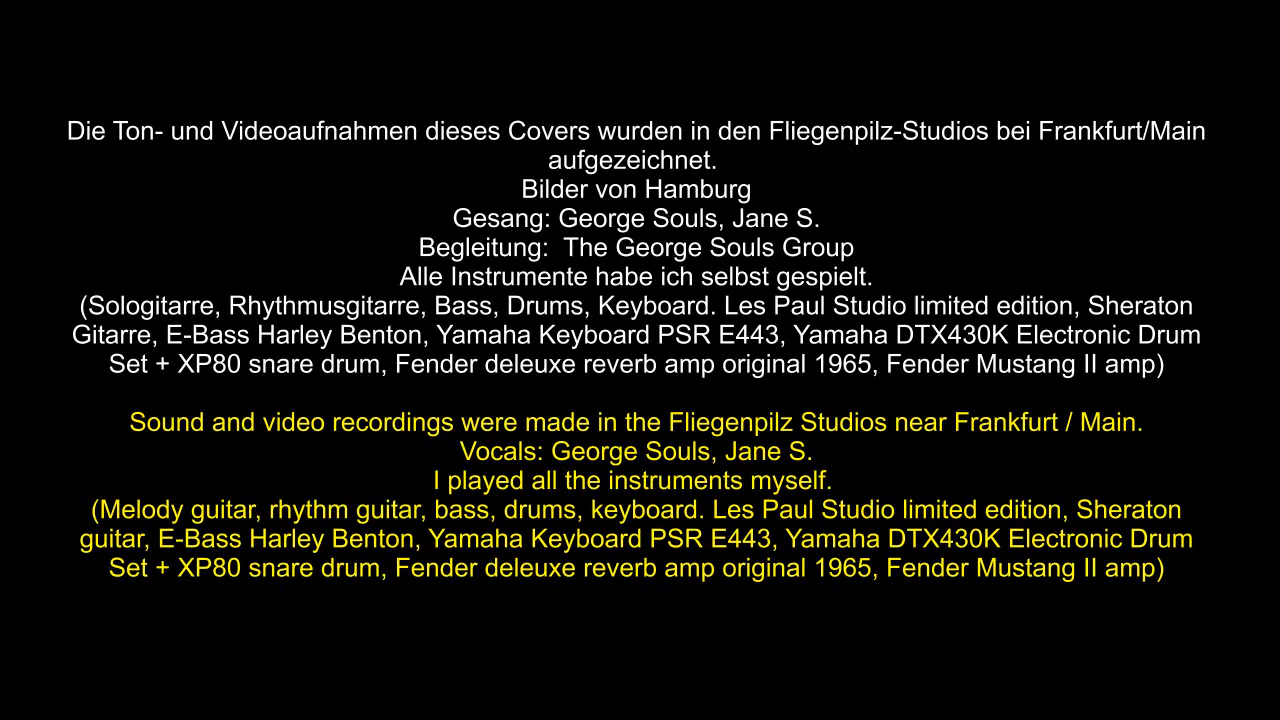 Die Ton- und Videoaufnahmen dieses Covers wurden in den Fliegenpilz-Studios bei Frankfurt/Main
aufgezeichnet.
Bilder von Hamburg
Gesang: George Souls, Jane S.
Begleitung:  The George Souls Group
Alle Instrumente habe ich selbst gespielt.
(Sologitarre, Rhythmusgitarre, Bass, Drums, Keyboard. Les Paul Studio limited edition, Sheraton
Gitarre, E-Bass Harley Benton, Yamaha Keyboard PSR E443, Yamaha DTX430K Electronic Drum
Set + XP80 snare drum, Fender deleuxe reverb amp original 1965, Fender Mustang II amp)
Sound and video recordings were made in the Fliegenpilz Studios near Frankfurt / Main.
Vocals: George Souls, Jane S.
I played all the instruments myself.
(Melody guitar, rhythm guitar, bass, drums, keyboard. Les Paul Studio limited edition, Sheraton
guitar, E-Bass Harley Benton, Yamaha Keyboard PSR E443, Yamaha DTX430K Electronic Drum
Set + XP80 snare drum, Fender deleuxe reverb amp original 1965, Fender Mustang II amp)